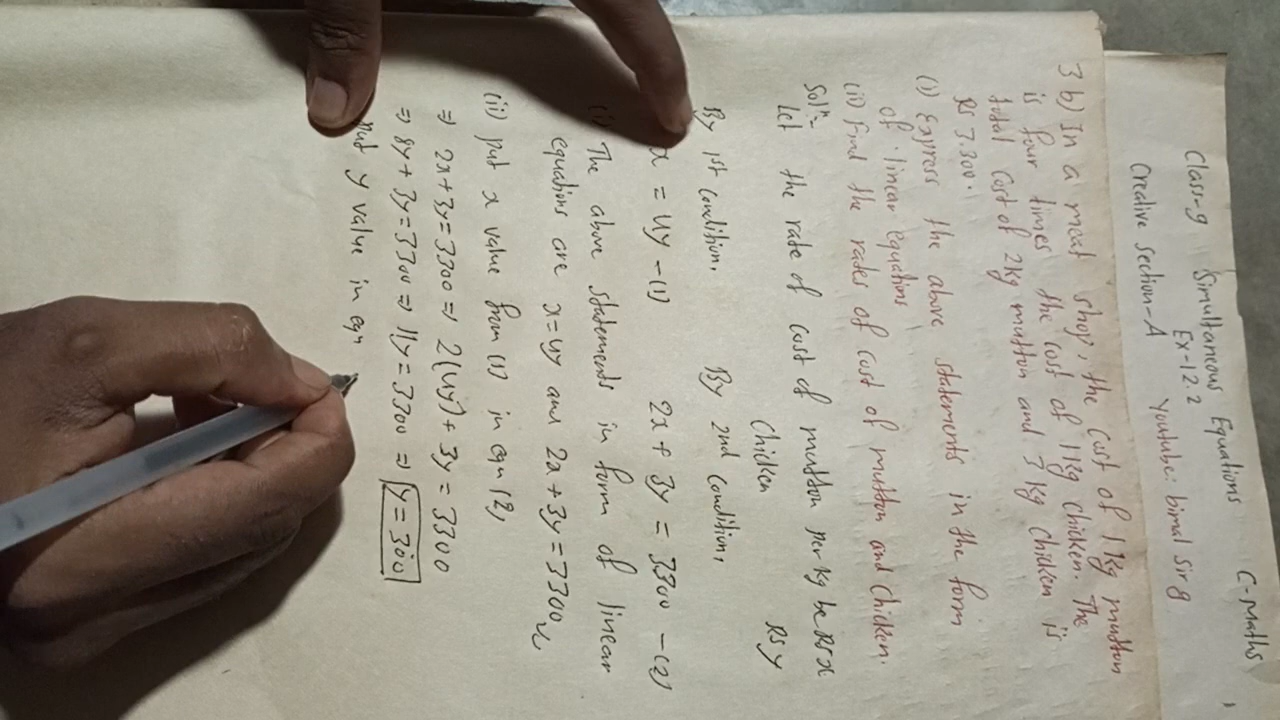 Class-9 Simultaneous Equations C-Maths
Ex-12.2
Creative Section-A Youtube: bimal Sir g
3 b) In a meat shop, the cost of 1 kg mutton
is four times the cost of 1 kg chicken. The
total cost of 2kg mutton and 3 kg chicken is
RS 3,300.
(i) Express the above statements in the form
of linear equations
(ii) Find the rates of cost of mutton and chicken.
Solⁿ:-
Let the rate of cost of mutton per kg be RS x
Chicken RS y
By 1st condition, By 2nd condition,
x = 4y -(1) 2x + 3y = 3300 -(2)
(i) The above statements in form of linear
equations are x=4y and 2x+3y=3300
(ii) put x value from (1) in eqn (2),
⇒ 2x+3y=3300 ⇒ 2(4y)+3y=3300
⇒ 8y+3y=3300 ⇒ 11y=3300 ⇒ y=300
put y value in eqn